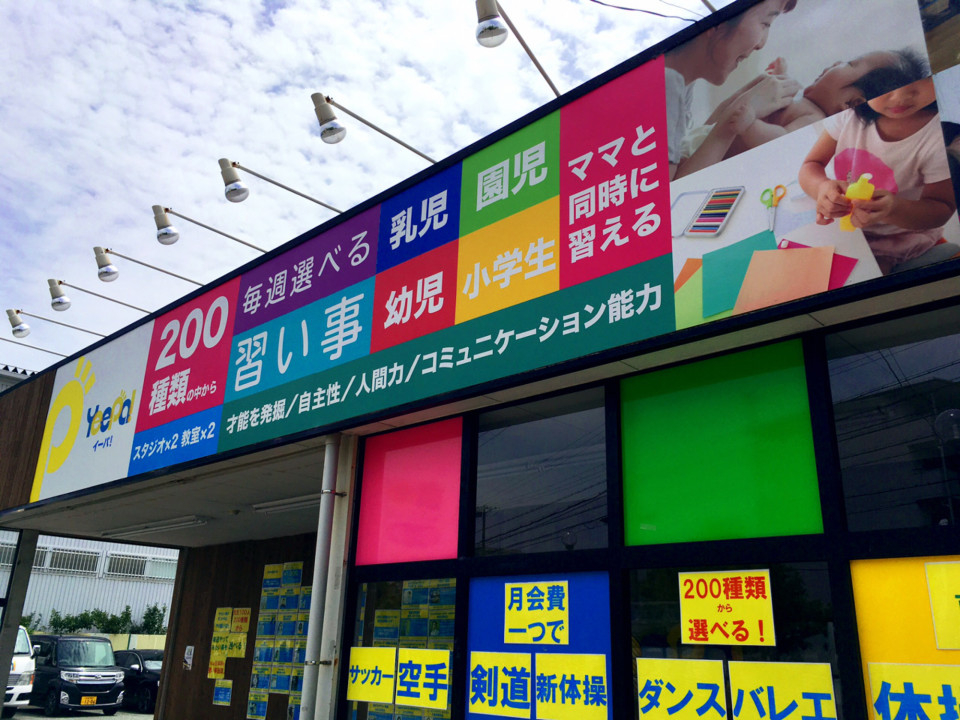 Yeepa!
イーパ!
200
種類の中から
スタジオ×2 教室×2
毎週選べる
習い事
乳児
幼児
園児
小学生
ママと
同時に
習える
才能を発掘/自主性/人間力/コミュニケーション能力
月会費
一つで
200種類
から
選べる!
サッカー
空手
剣道
新体操
ダンス
バレエ